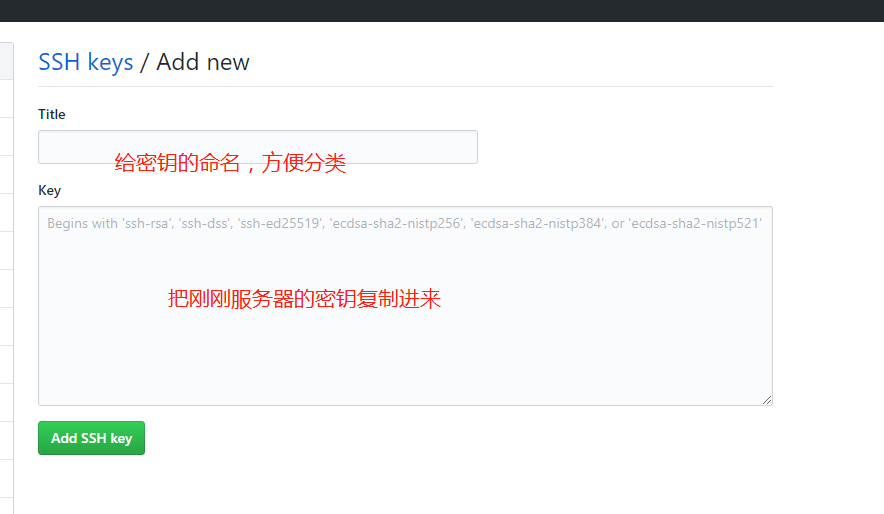 SSH keys / Add new
Title
给密钥的命名，方便分类
Key
Begins with 'ssh-rsa', 'ssh-dss', 'ssh-ed25519', 'ecdsa-sha2-nistp256', 'ecdsa-sha2-nistp384', or 'ecdsa-sha2-nistp521'
把刚刚服务器的密钥复制进来
Add SSH key